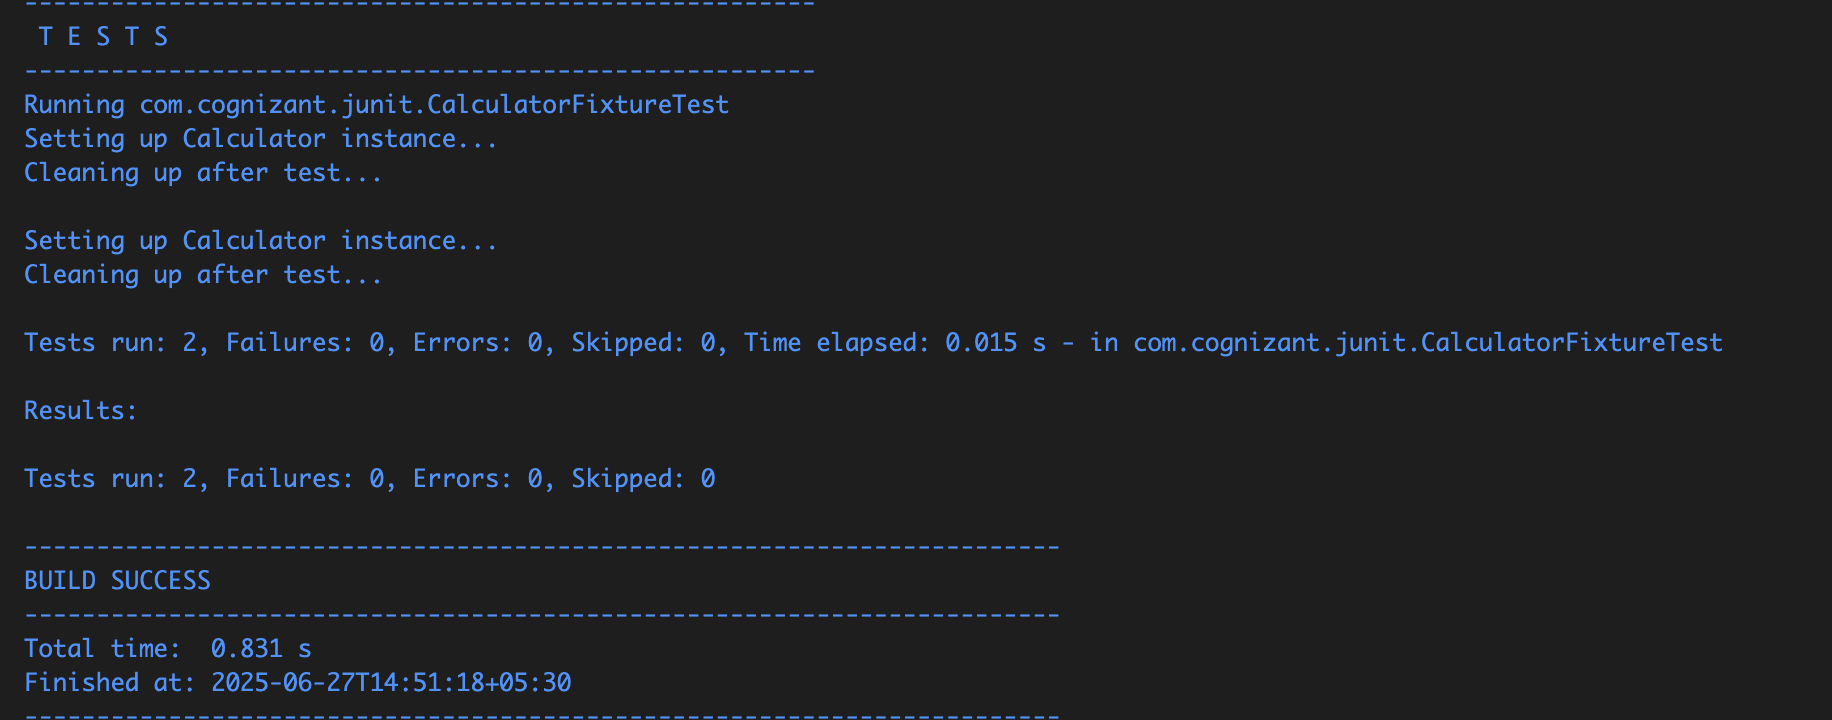 -------------------------------------------------------
 T E S T S
-------------------------------------------------------
Running com.cognizant.junit.CalculatorFixtureTest
Setting up Calculator instance...
Cleaning up after test...

Setting up Calculator instance...
Cleaning up after test...

Tests run: 2, Failures: 0, Errors: 0, Skipped: 0, Time elapsed: 0.015 s - in com.cognizant.junit.CalculatorFixtureTest

Results:

Tests run: 2, Failures: 0, Errors: 0, Skipped: 0

------------------------------------------------------------------------
BUILD SUCCESS
------------------------------------------------------------------------
Total time:  0.831 s
Finished at: 2025-06-27T14:51:18+05:30
------------------------------------------------------------------------